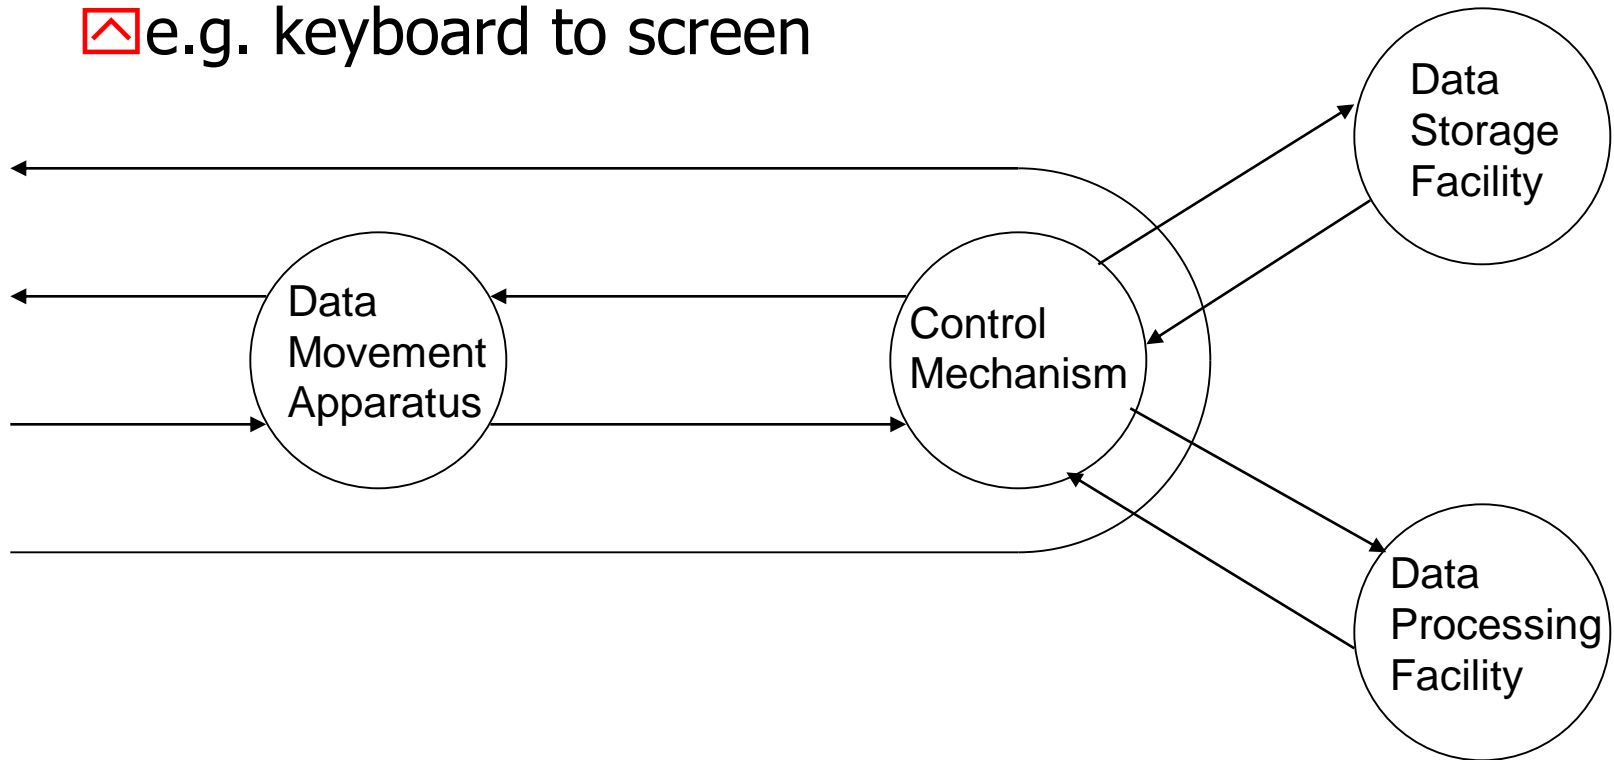 e.g. keyboard to screen
Data
Storage
Facility
Data
Movement
Apparatus
Control
Mechanism
Data
Processing
Facility